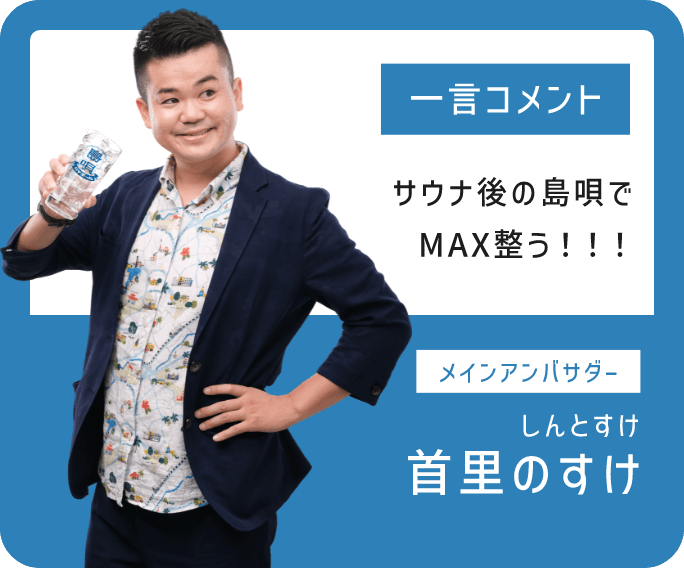 島
唄
一言コメント
サウナ後の島唄で
MAX整う！！！
メインアンバサダー
しんとすけ
首里のすけ